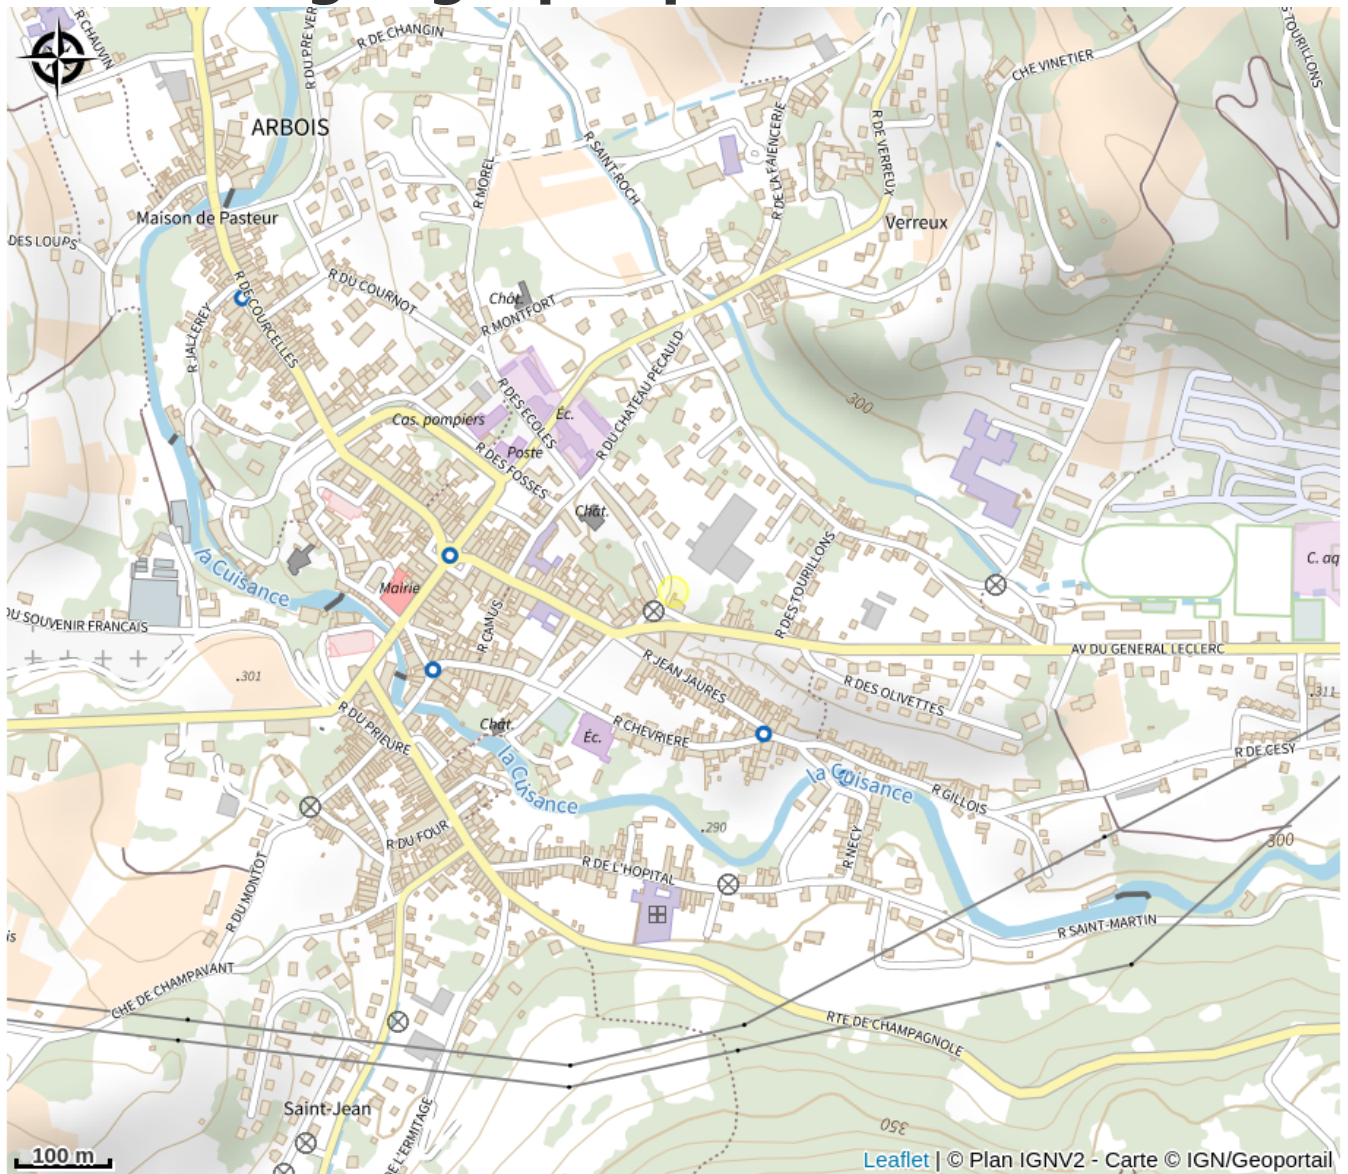 R CHAUVIN
R DU PRE VER
R DE CHANGIN
CHE VINETIER
S TOURILLONS
ARBOIS
R SAINT-ROCH
R DE LA FAIENCERIE
R DE VERREUX
R MOREL
Maison de Pasteur
Verreux
DES LOUPS
R DU COURNOT
R DE COURCELLES
Chât.
R MONTFORT
R JALLEREY
R DU CHATEAU PECAULD
R DES ECOLES
300
Cas. pompiers
Éc.
Poste
R DES FOSSES
Chât.
la Cuisance
R DES TOURILLONS
C. aq
Mairie
DU SOUVENIR FRANCAIS
R CAMUS
AV DU GENERAL LECLERC
R JEAN JAURES
301
R DES OLIVETTES
311
R DU PRIEURE
Chât.
R CHEVRIERE
Éc.
R DE CESY
la Cuisance
la Cuisance
R GILLOIS
290
R DU FOUR
R NECY
300
R DE L'HOPITAL
R DU MONTOT
is
R SAINT-MARTIN
CHE DE CHAMPAVANT
RTE DE CHAMPAGNOLE
Saint-Jean
DE L'ERMITAGE
350
100 m
Leaflet | © Plan IGNV2 - Carte © IGN/Geoportail